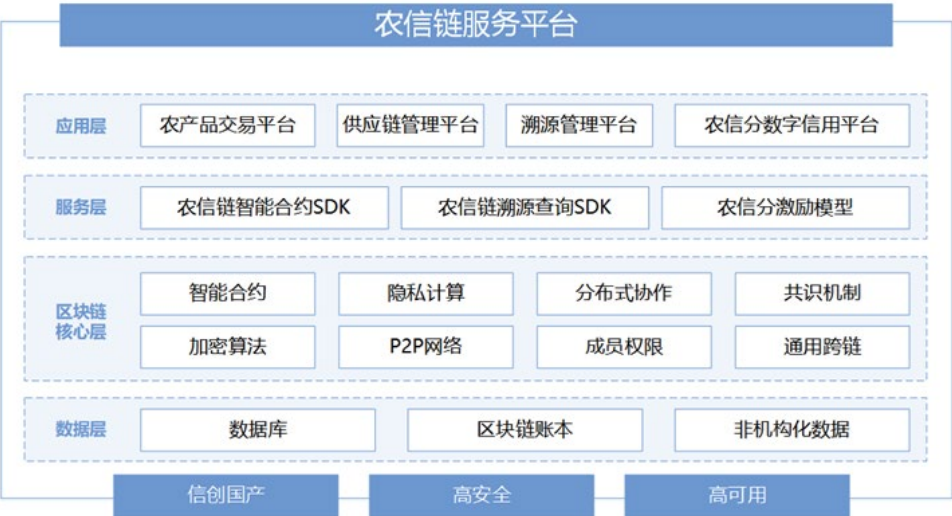 农信链服务平台
应用层
农产品交易平台
供应链管理平台
溯源管理平台
农信分数字信用平台
服务层
农信链智能合约SDK
农信链溯源查询SDK
农信分激励模型
区块链
核心层
智能合约
隐私计算
分布式协作
共识机制
加密算法
P2P网络
成员权限
通用跨链
数据层
数据库
区块链账本
非机构化数据
信创国产
高安全
高可用